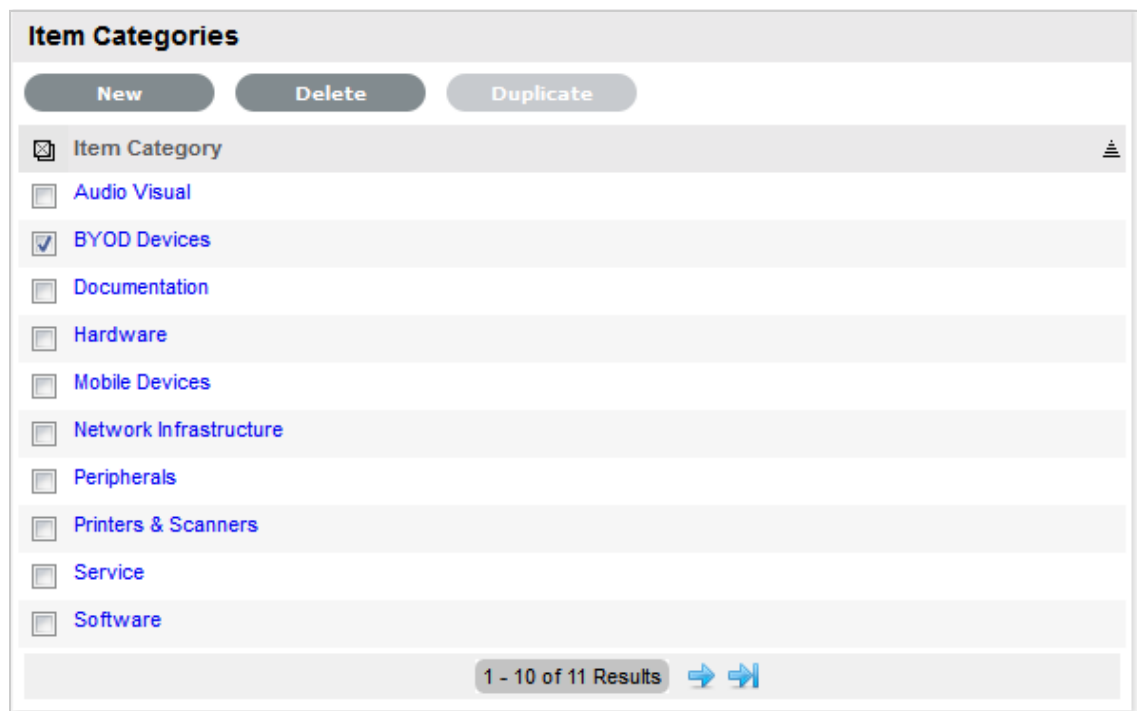 Item Categories
New Delete Duplicate
Item Category
Audio Visual
BYOD Devices
Documentation
Hardware
Mobile Devices
Network Infrastructure
Peripherals
Printers & Scanners
Service
Software
1 - 10 of 11 Results